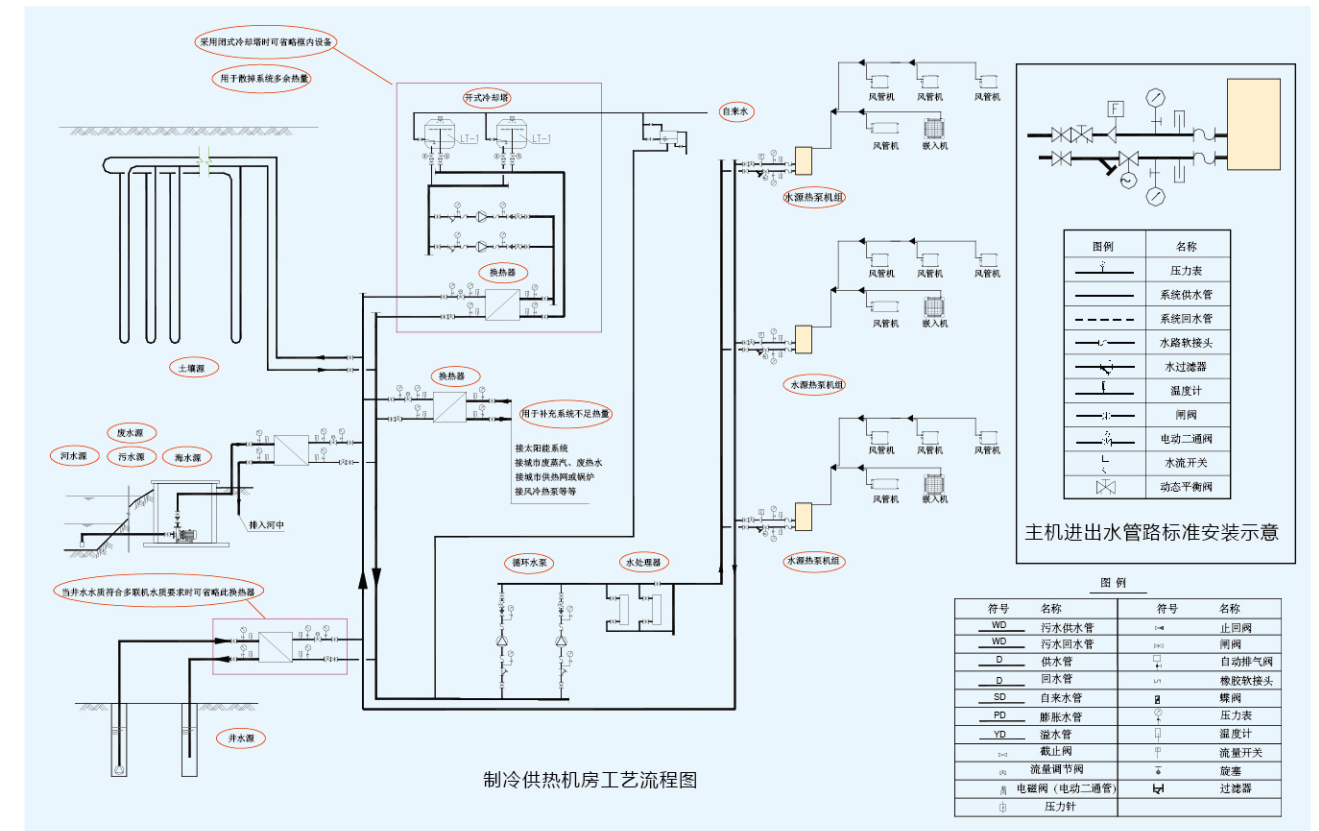 采用闭式冷却塔时可省略框内设备
用于散掉系统多余热量
开式冷却塔
LT-1
LT-1
自来水
换热器
土壤源
换热器
用于补充系统不足热量
接太阳能系统
接城市废蒸汽、废热水
接城市供热网或锅炉
接风冷热泵等等
废水源
河水源
污水源
海水源
排入河中
当井水水质符合多联机水质要求时可省略此换热器
井水源
循环水泵
水处理器
风管机
风管机
风管机
风管机
嵌入机
水源热泵机组
风管机
风管机
风管机
风管机
嵌入机
水源热泵机组
风管机
风管机
风管机
风管机
嵌入机
水源热泵机组
制冷供热机房工艺流程图
F
图例 名称
压力表
系统供水管
系统回水管
水路软接头
水过滤器
温度计
闸阀
电动二通阀
水流开关
动态平衡阀
主机进出水管路标准安装示意
图 例
符号 名称 符号 名称
WD 污水供水管 止回阀
WD 污水回水管 闸阀
D 供水管 自动排气阀
D 回水管 橡胶软接头
SD 自来水管 蝶阀
PD 膨胀水管 压力表
YD 溢水管 温度计
截止阀 流量开关
流量调节阀 旋塞
电磁阀（电动二通管） 过滤器
压力针